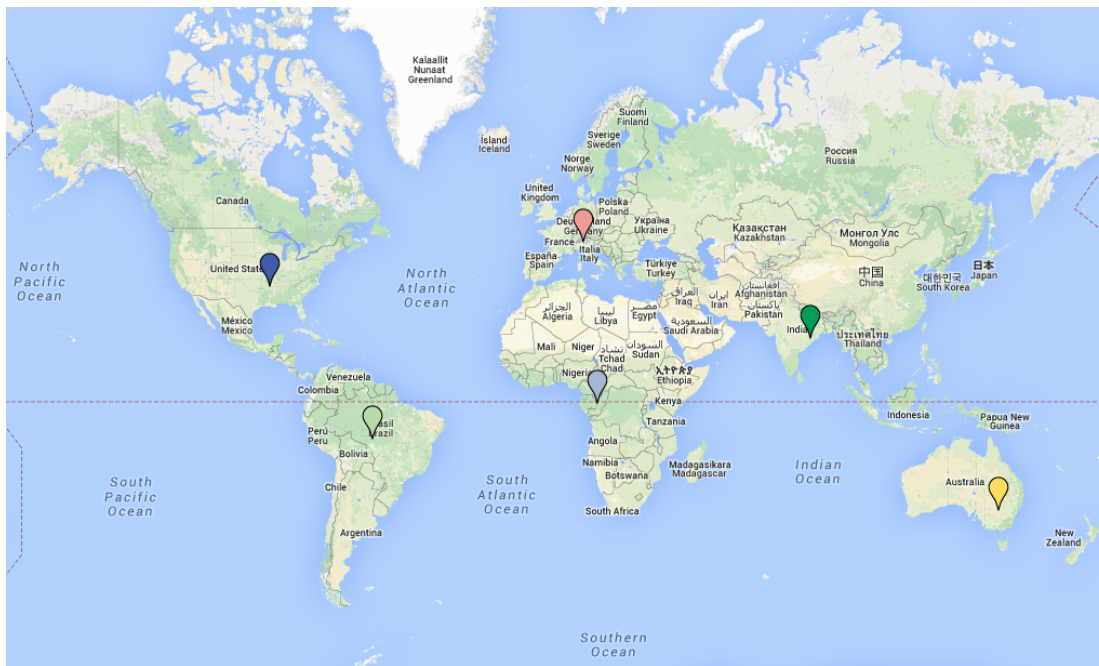 Kalaallit
Nunaat
Greenland
Ísland
Iceland
Suomi
Finland
Sverige
Sweden
Norge
Norway
Россия
Russia
Canada
United
Kingdom
Polska
Poland
Germany
Україна
Ukraine
France
Italia
Italy
España
Spain
Қазақстан
Kazakhstan
Монгол Улс
Mongolia
North
Pacific
Ocean
United States
North
Atlantic
Ocean
Türkiye
Turkey
中国
China
대한민국
South Korea
日本
Japan
افغانستان
Afghanistan
پاکستان
Pakistan
ایران
Iran
العراق
Iraq
الجزائر
Algeria
ليبيا
Libya
مصر
Egypt
السعودية
Saudi Arabia
México
Mexico
India
ประเทศไทย
Thailand
Mali
Niger
تشاد
Tchad
Chad
السودان
Sudan
Nigeria
ኢትዮጵያ
Ethiopia
Venezuela
Colombia
Kenya
Tanzania
Indonesia
Papua New
Guinea
Perú
Peru
Brasil
Brazil
Bolivia
Angola
Namibia
Botswana
Madagasikara
Madagascar
Indian
Ocean
Australia
South
Pacific
Ocean
Chile
South
Atlantic
Ocean
South Africa
Argentina
New
Zealand
Southern
Ocean